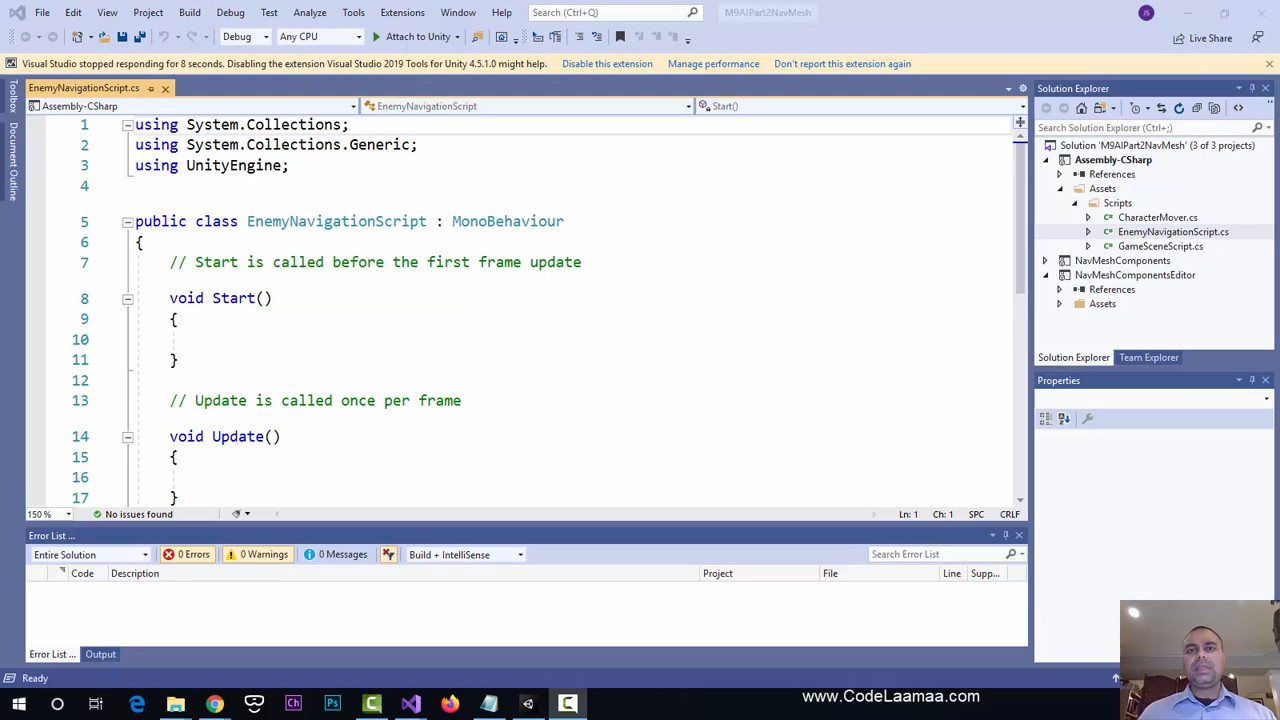 File Edit View Project Build Debug Test Analyze Tools Extensions Window Help Search (Ctrl+Q) M9AIPart2NavMesh JS
Debug Any CPU Attach to Unity Live Share
Visual Studio stopped responding for 8 seconds. Disabling the extension Visual Studio 2019 Tools for Unity 4.5.1.0 might help. Disable this extension Manage performance Don't report this extension again
Toolbox
Document Outline
EnemyNavigationScript.cs
Assembly-CSharp EnemyNavigationScript Start()
1 using System.Collections;
2 using System.Collections.Generic;
3 using UnityEngine;
4
5 public class EnemyNavigationScript : MonoBehaviour
6 {
7 // Start is called before the first frame update
8 void Start()
9 {
10
11 }
12
13 // Update is called once per frame
14 void Update()
15 {
16
17 }
150 % No issues found Ln: 1 Ch: 1 SPC CRLF
Error List ...
Entire Solution 0 Errors 0 Warnings 0 Messages Build + IntelliSense Search Error List
Code Description Project File Line Supp...
Error List ... Output
Solution Explorer
Search Solution Explorer (Ctrl+;)
Solution 'M9AIPart2NavMesh' (3 of 3 projects)
Assembly-CSharp
References
Assets
Scripts
CharacterMover.cs
EnemyNavigationScript.cs
GameSceneScript.cs
NavMeshComponents
NavMeshComponentsEditor
References
Assets
Solution Explorer Team Explorer
Properties
Ready
Ch Ps
www.CodeLaamaa.com